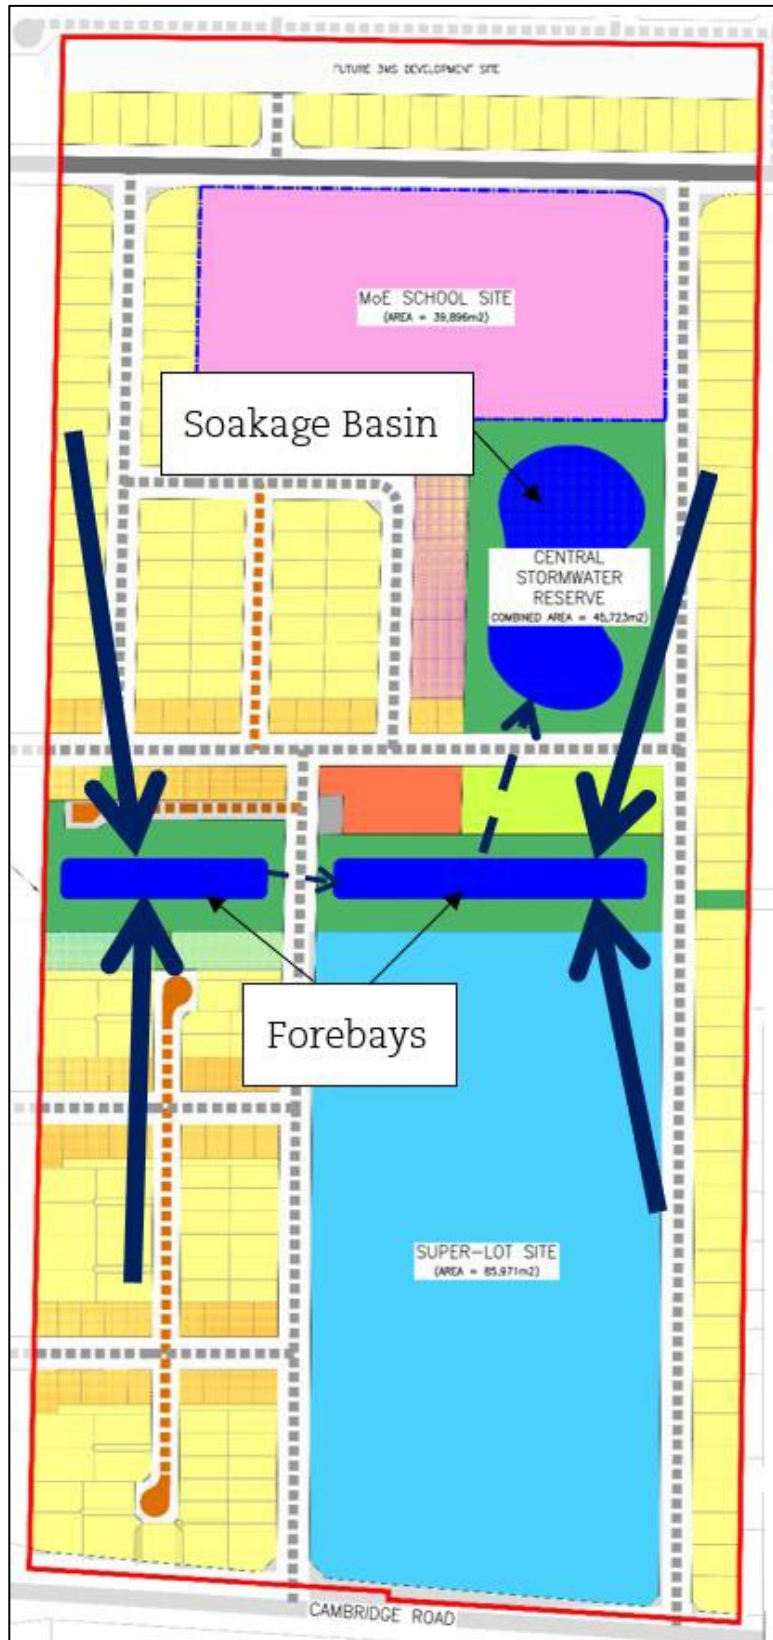 FUTURE 3MS DEVELOPMENT SITE
MoE SCHOOL SITE
(AREA = 39,896m2)
Soakage Basin
CENTRAL
STORMWATER
RESERVE
COMBINED AREA = 45,723m2)
Forebays
SUPER-LOT SITE
(AREA = 65,971m2)
CAMBRIDGE ROAD